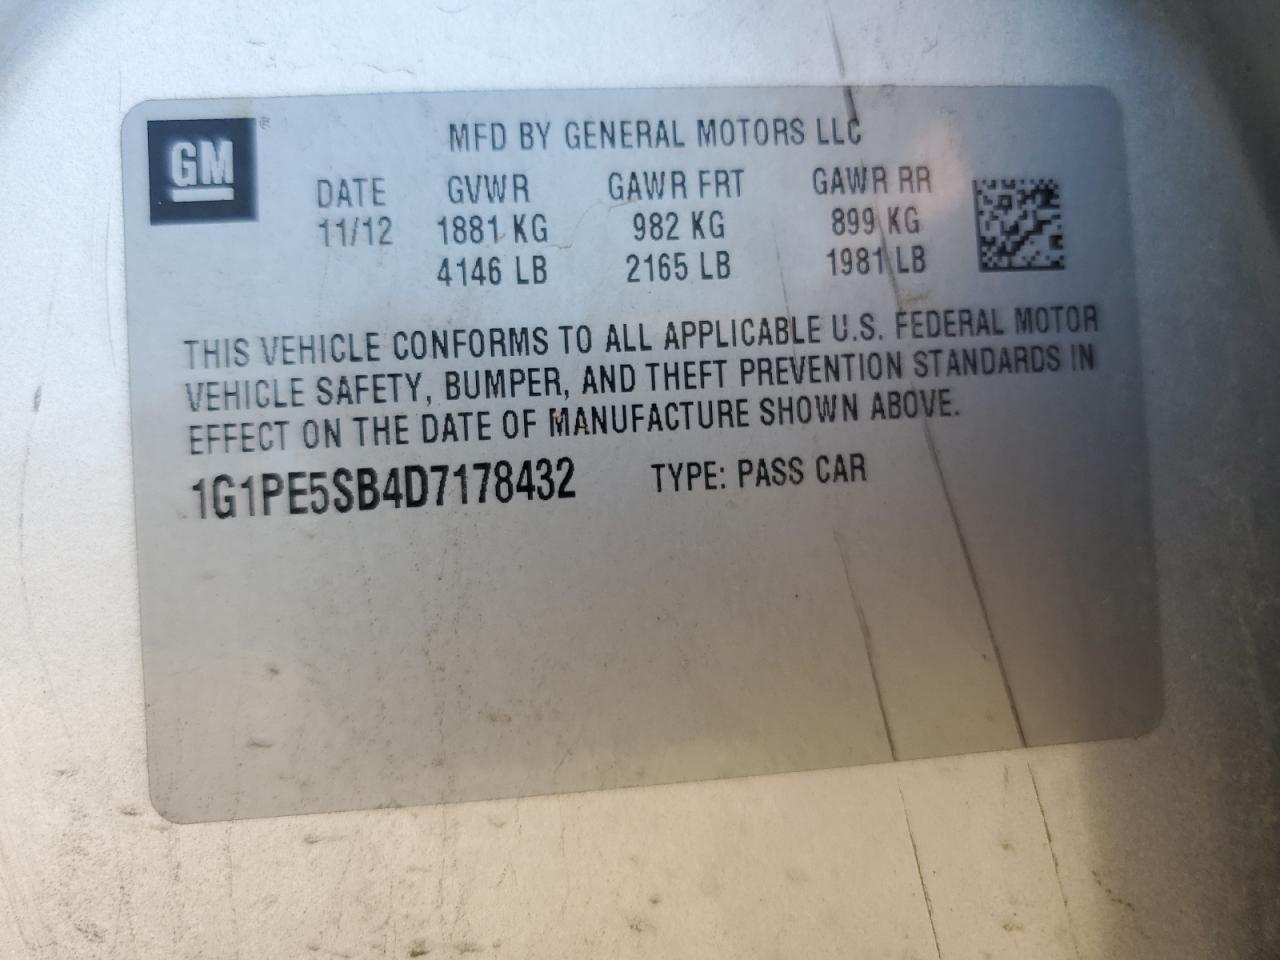 GM ®
MFD BY GENERAL MOTORS LLC
DATE GVWR GAWR FRT GAWR RR
11/12 1881 KG 982 KG 899 KG
4146 LB 2165 LB 1981 LB
THIS VEHICLE CONFORMS TO ALL APPLICABLE U.S. FEDERAL MOTOR
VEHICLE SAFETY, BUMPER, AND THEFT PREVENTION STANDARDS IN
EFFECT ON THE DATE OF MANUFACTURE SHOWN ABOVE.
1G1PE5SB4D7178432 TYPE: PASS CAR